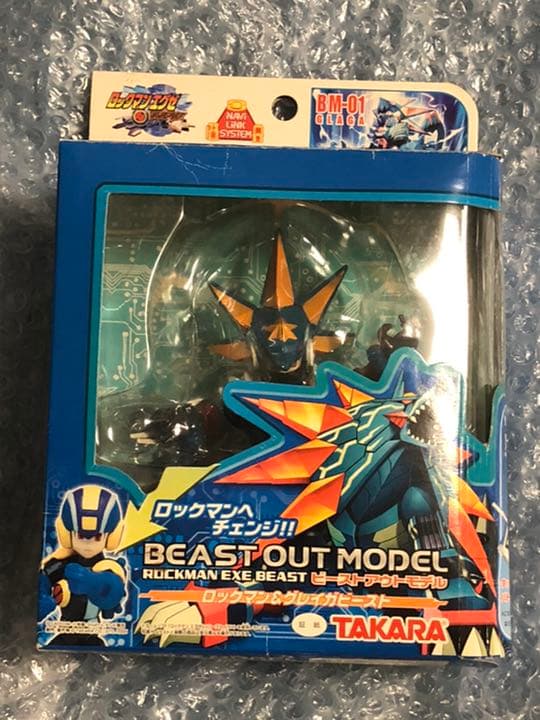 ロックマンエグゼ
NAVI
LINK
SYSTEM
BM-01
GLAGA
ロックマンへ
チェンジ!!
BEAST OUT MODEL
ROCKMAN EXE BEAST ビーストアウトモデル
ロックマン&グレイガビースト
証 紙
TAKARA